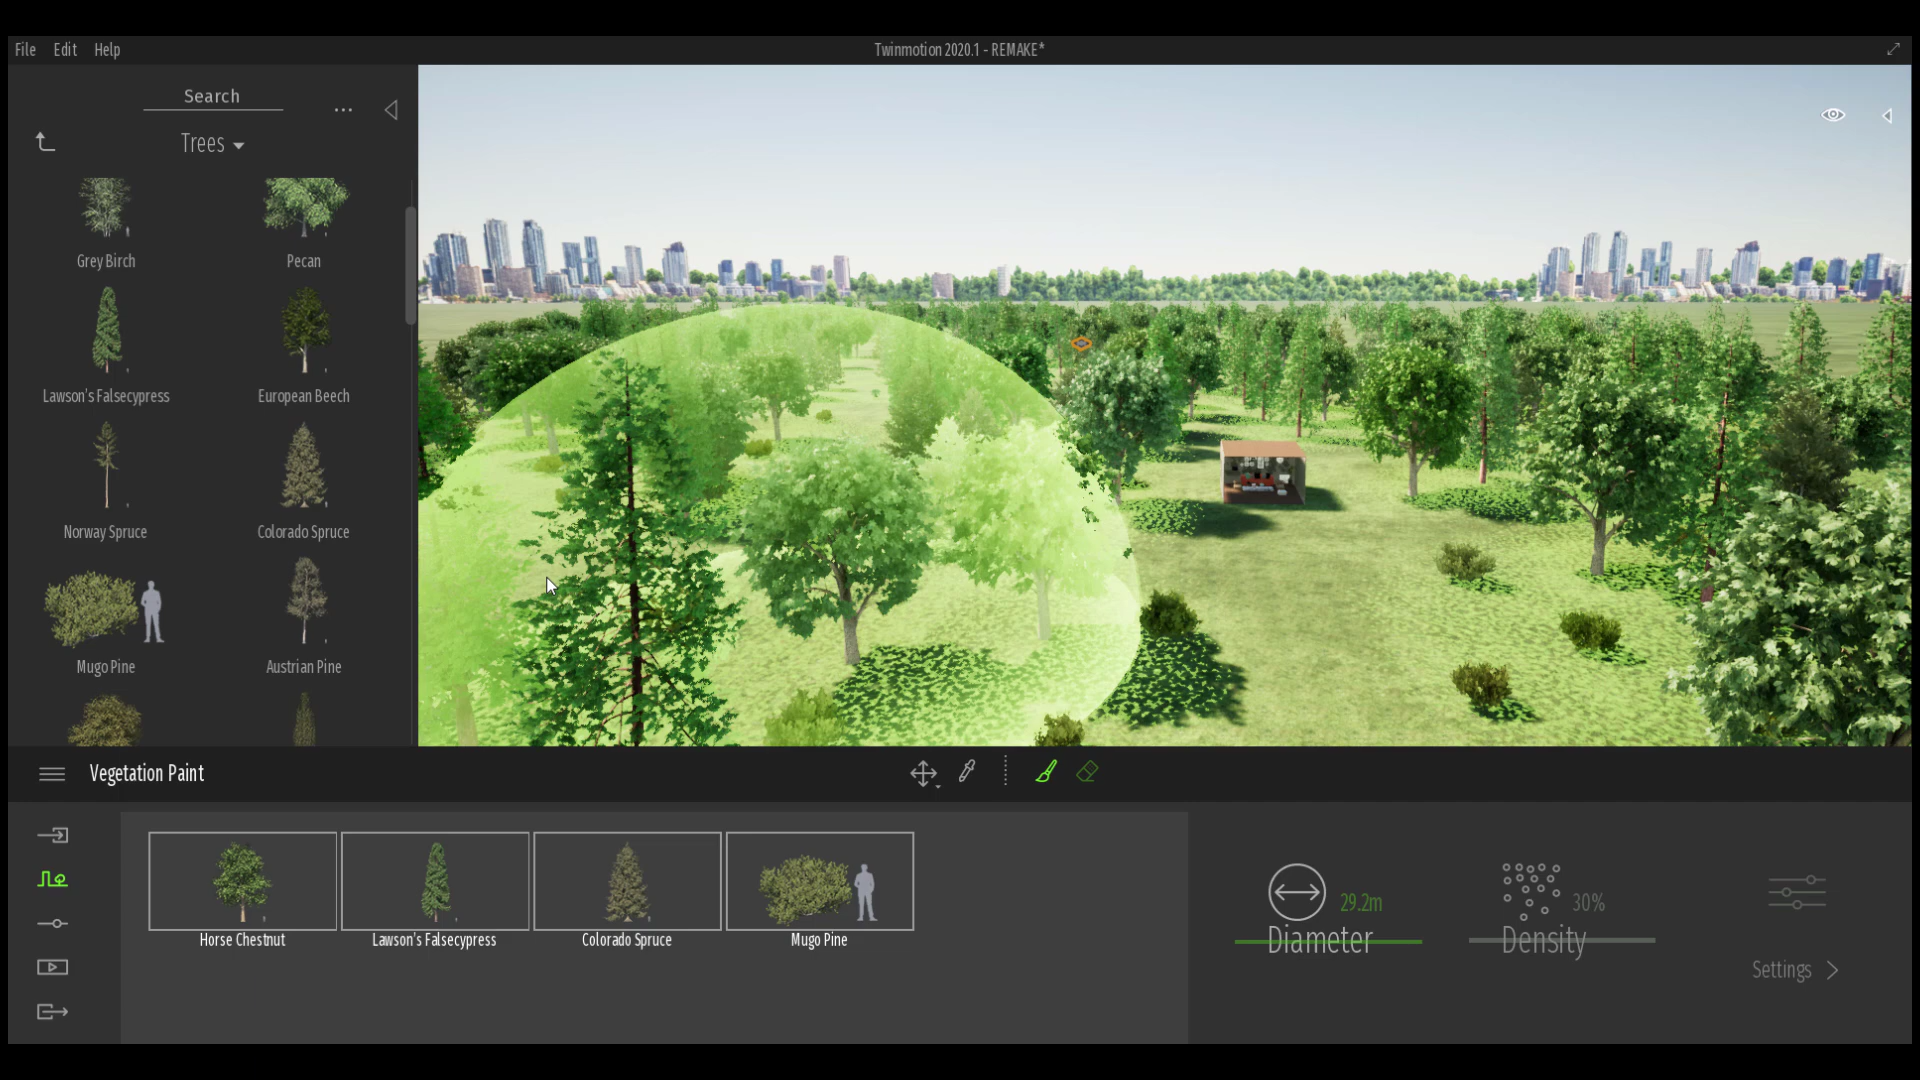 File Edit Help
Twinmotion 2020.1 - REMAKE*
Search
...
Trees
Grey Birch
Pecan
Lawson's Falsecypress
European Beech
Norway Spruce
Colorado Spruce
Mugo Pine
Austrian Pine
Vegetation Paint
Horse Chestnut
Lawson's Falsecypress
Colorado Spruce
Mugo Pine
29.2m
Diameter
30%
Density
Settings